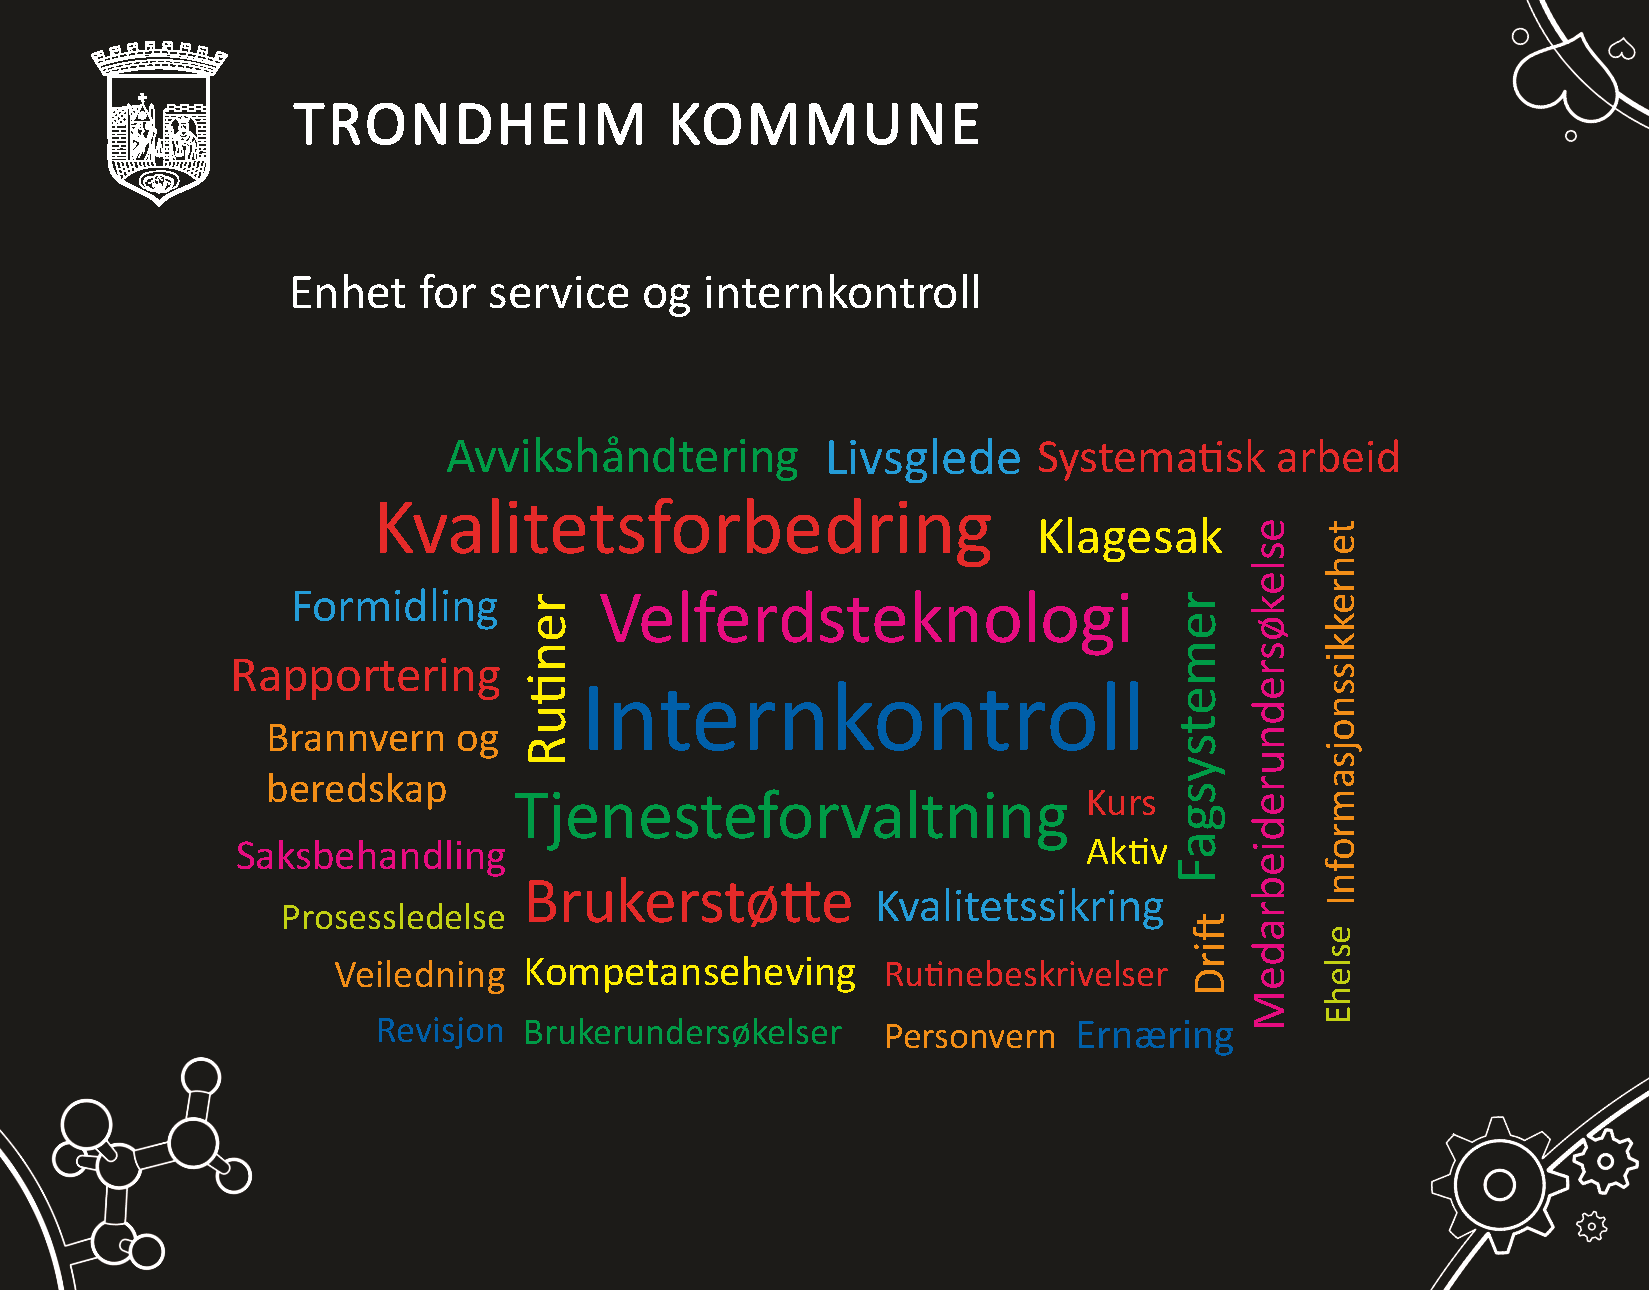 TRONDHEIM KOMMUNE
Enhet for service og internkontroll
Avvikshåndtering
Livsglede
Systematisk arbeid
Kvalitetsforbedring
Klagesak
Formidling
Rutiner
Velferdsteknologi
Fagsystemer
Medarbeiderundersøkelse
Informasjonssikkerhet
Rapportering
Internkontroll
Brannvern og
beredskap
Tjenesteforvaltning
Kurs
Saksbehandling
Aktiv
Brukerstøtte
Kvalitetssikring
Prosessledelse
Drift
Ehelse
Veiledning
Kompetanseheving
Rutinebeskrivelser
Revisjon
Brukerundersøkelser
Personvern
Ernæring